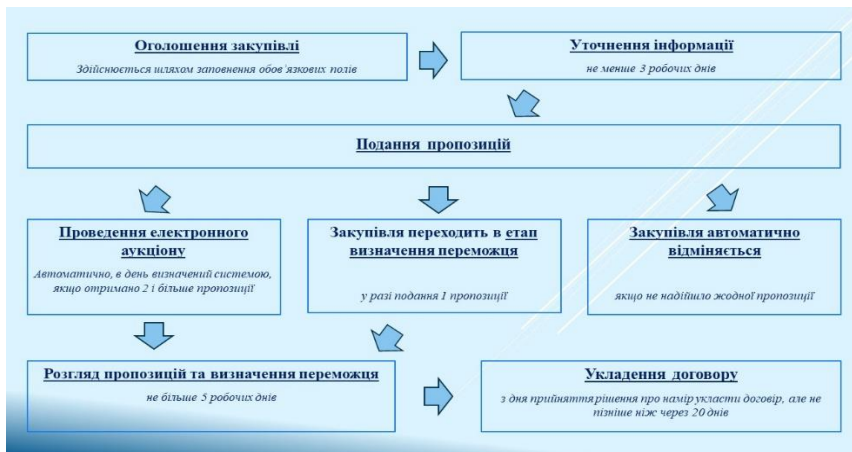 Оголошення закупівлі
Здійснюється шляхом заповнення обов'язкових полів
Уточнення інформації
не менше 3 робочих днів
Подання пропозицій
Проведення електронного
аукціону
Автоматично, в день визначений системою,
якщо отримано 2 і більше пропозиції
Закупівля переходить в етап
визначення переможця
у разі подання 1 пропозиції
Закупівля автоматично
відміняється
якщо не надійшло жодної пропозиції
Розгляд пропозицій та визначення переможця
не більше 5 робочих днів
Укладення договору
з дня прийняття рішення про намір укласти договір, але не
пізніше ніж через 20 днів